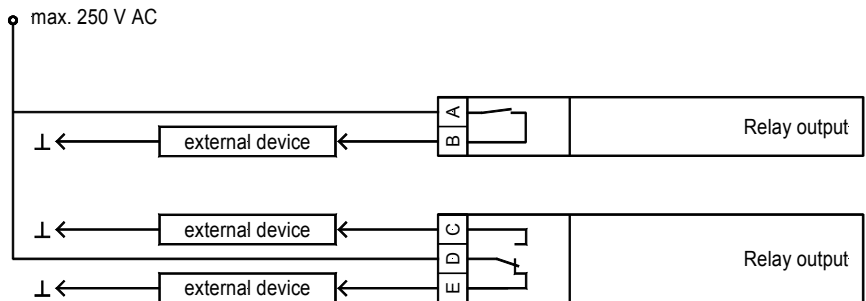 max. 250 V AC
A
Relay output
external device
B
external device
C
D
Relay output
external device
E